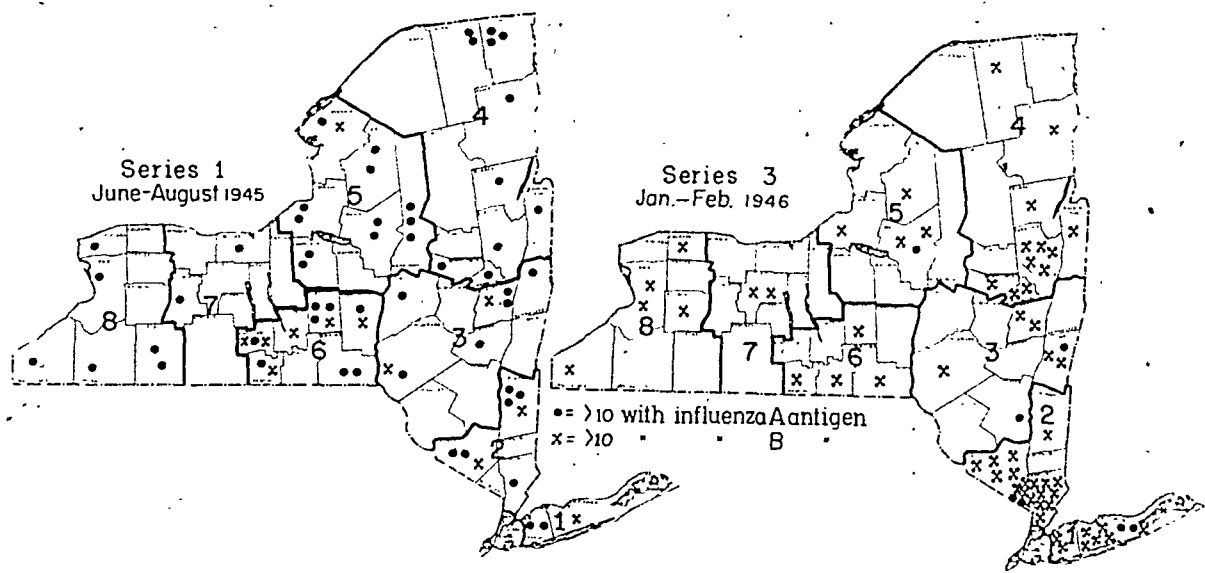 Series 1
June-August 1945
4
5
8
7
6
3
2
1
Series 3
Jan.-Feb. 1946
4
5
8
7
6
3
2
1
•= >10 with influenza A antigen
x= >10 " " B "